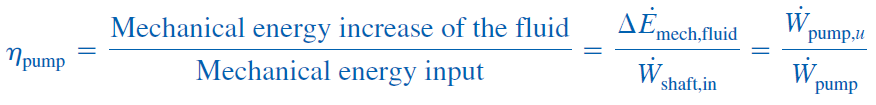 η_pump = Mechanical energy increase of the fluid / Mechanical energy input = ΔĖ_mech,fluid / Ẇ_shaft,in = Ẇ_pump,u / Ẇ_pump